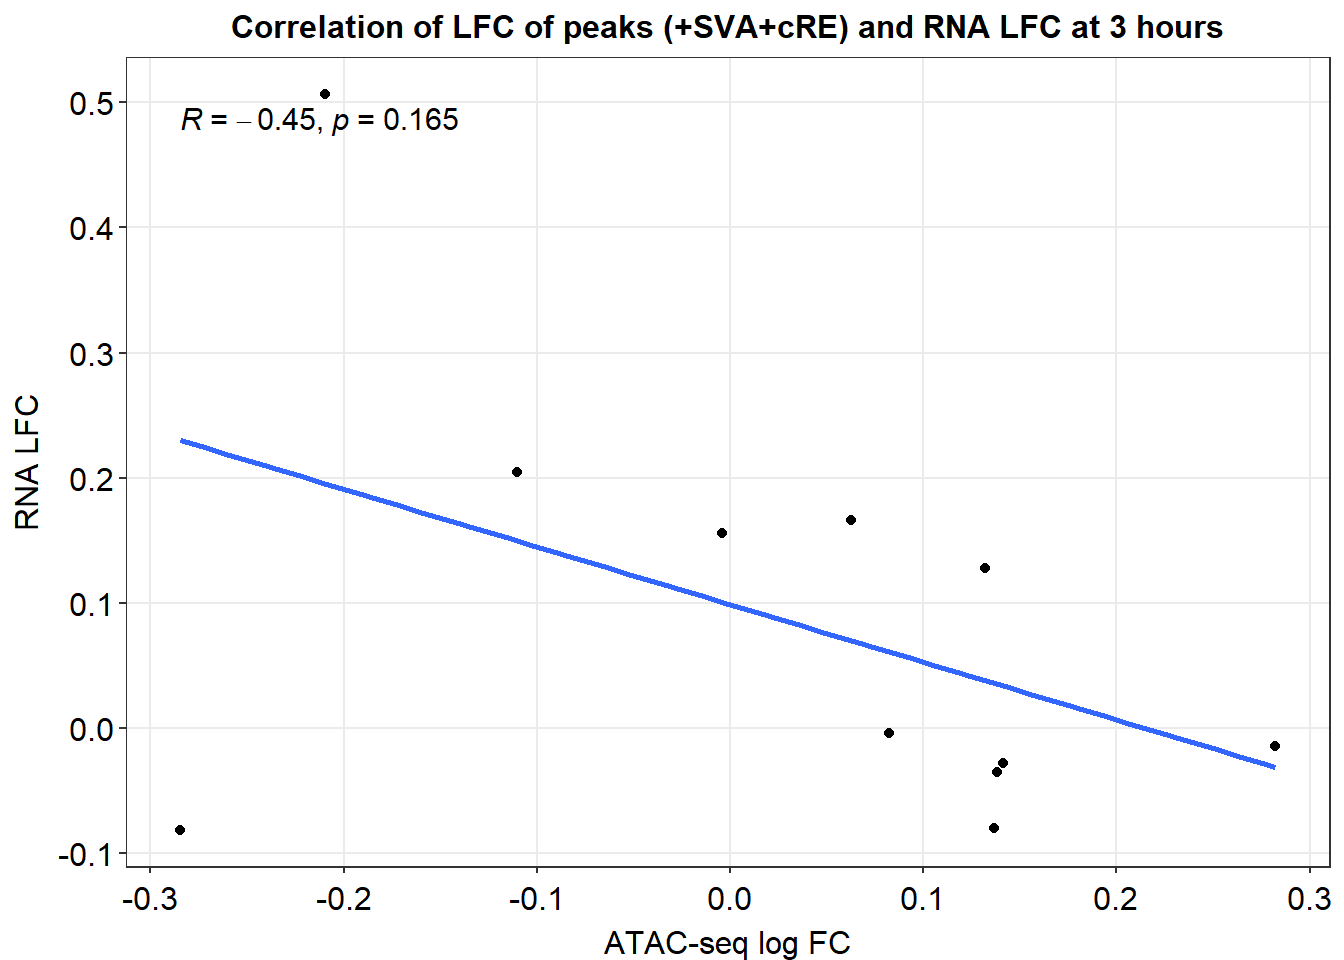 Correlation of LFC of peaks (+SVA+cRE) and RNA LFC at 3 hours
R = −0.45, p = 0.165
RNA LFC
0.5
0.4
0.3
0.2
0.1
0.0
-0.1
-0.3 -0.2 -0.1 0.0 0.1 0.2 0.3
ATAC-seq log FC